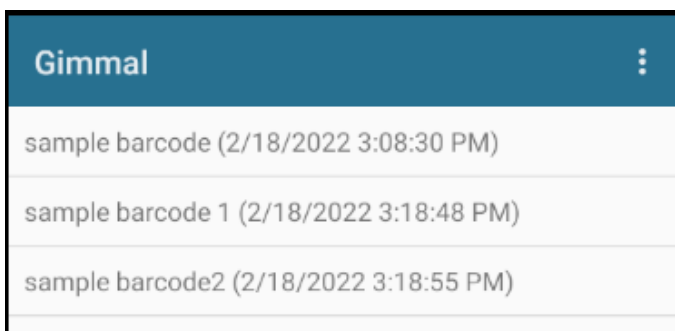 Gimmal
sample barcode (2/18/2022 3:08:30 PM)
sample barcode 1 (2/18/2022 3:18:48 PM)
sample barcode2 (2/18/2022 3:18:55 PM)